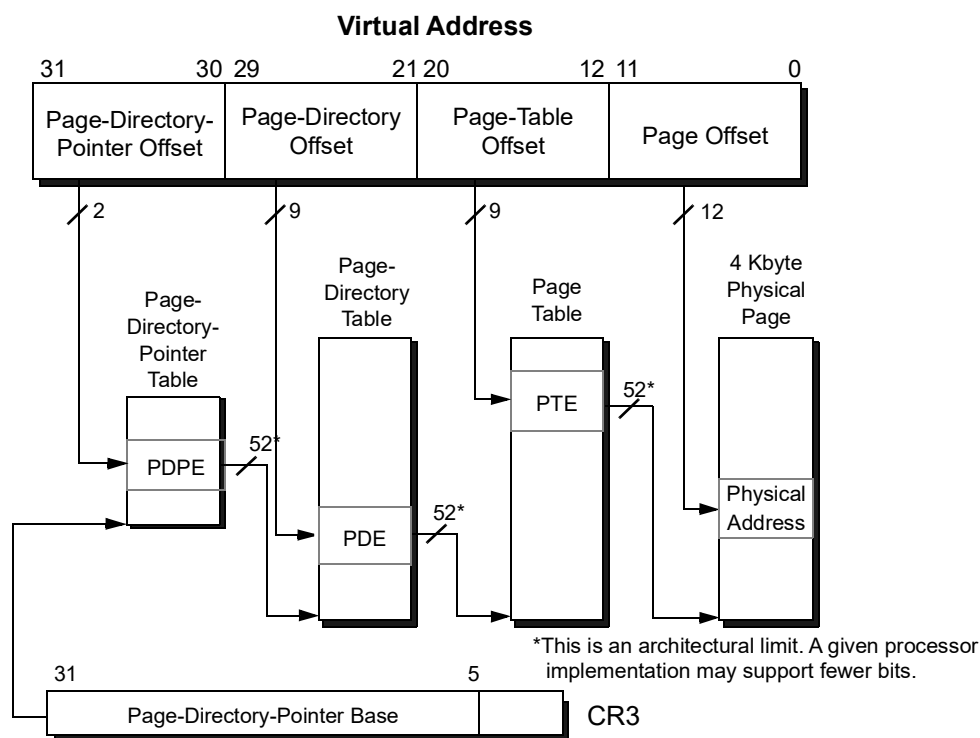 Virtual Address
31 30 29 21 20 12 11 0
Page-Directory-
Pointer Offset
Page-Directory
Offset
Page-Table
Offset
Page Offset
2
9
9
12
Page-
Directory-
Pointer
Table
Page-
Directory
Table
Page
Table
4 Kbyte
Physical
Page
PDPE
52*
PDE
52*
PTE
52*
Physical
Address
*This is an architectural limit. A given processor
implementation may support fewer bits.
31 5
Page-Directory-Pointer Base
CR3